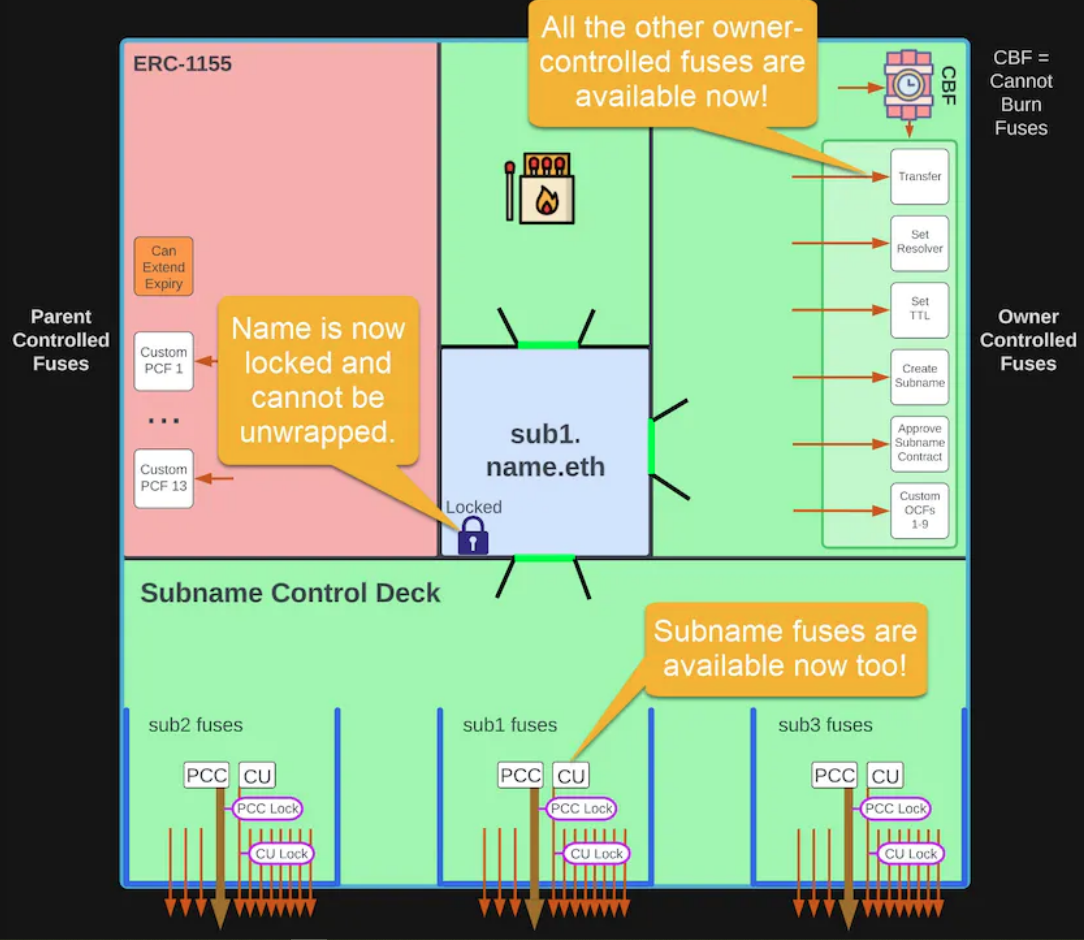 All the other owner-
controlled fuses are
available now!
ERC-1155
CBF
CBF =
Cannot
Burn
Fuses
Transfer
Set
Resolver
Set
TTL
Create
Subname
Approve
Subname
Contract
Custom
OCFs
1-9
Owner
Controlled
Fuses
Can
Extend
Expiry
Parent
Controlled
Fuses
Custom
PCF 1
...
Custom
PCF 13
Name is now
locked and
cannot be
unwrapped.
sub1.
name.eth
Locked
Subname Control Deck
Subname fuses are
available now too!
sub2 fuses
PCC CU
PCC Lock
CU Lock
sub1 fuses
PCC CU
PCC Lock
CU Lock
sub3 fuses
PCC CU
PCC Lock
CU Lock